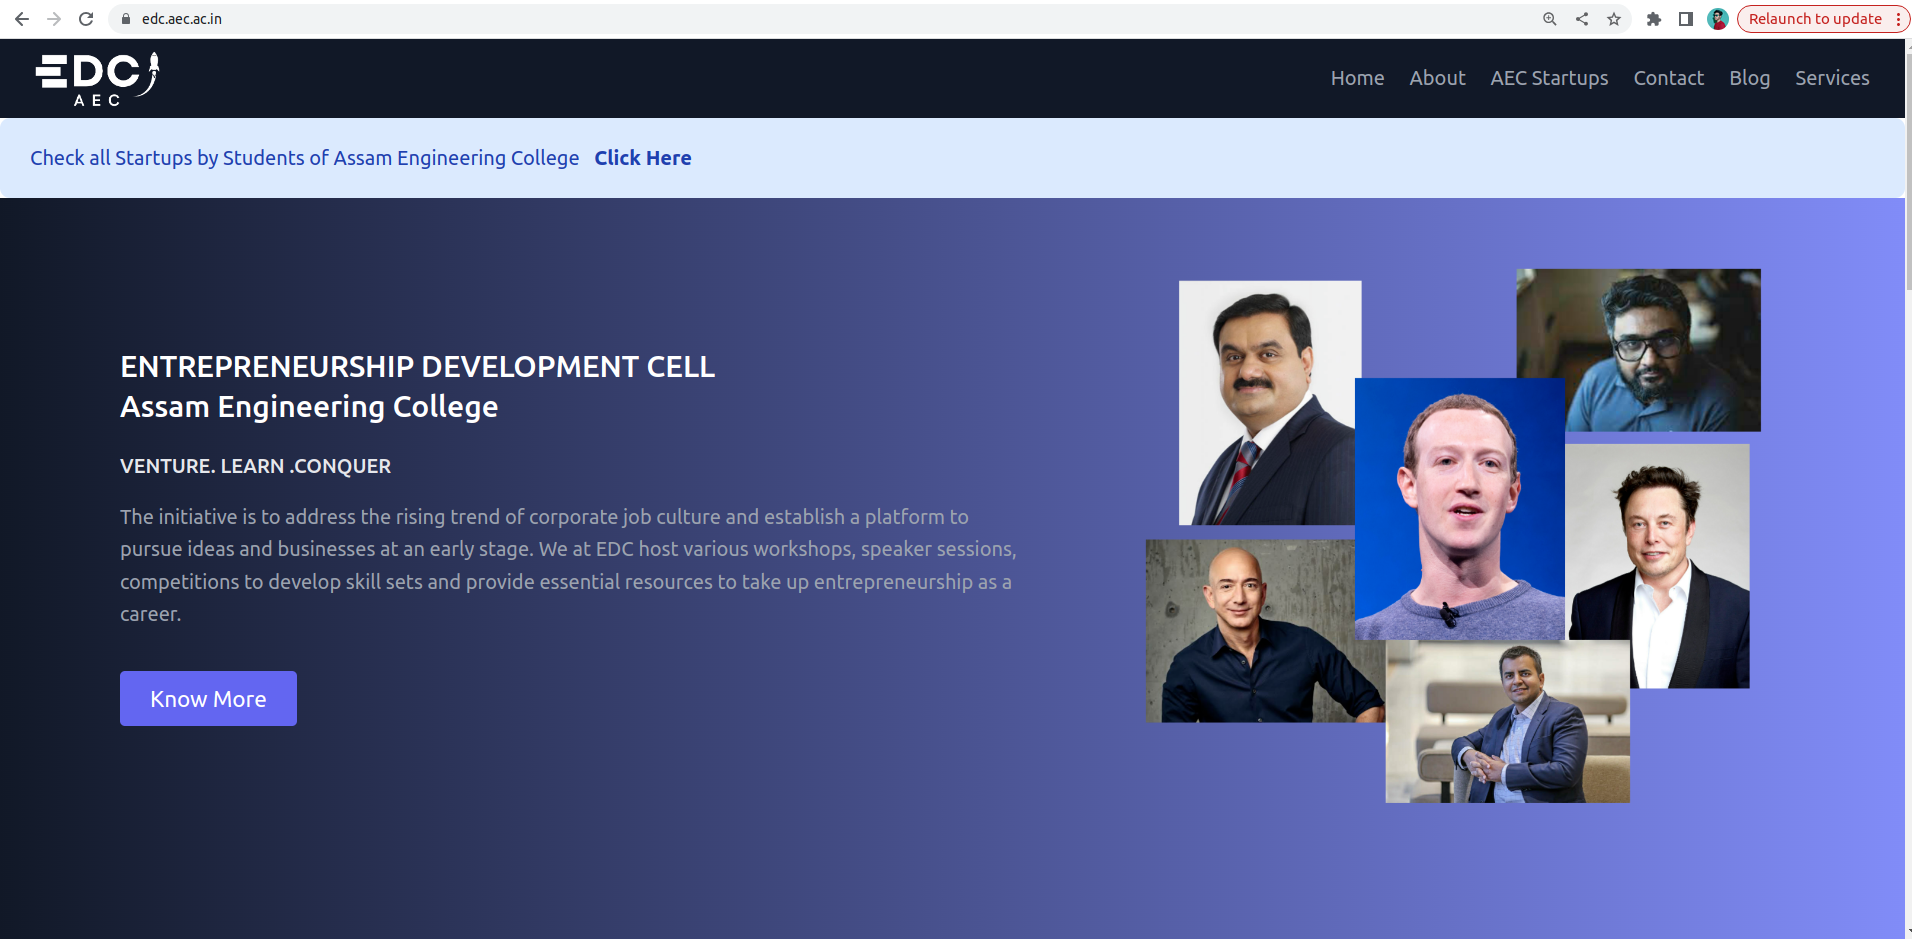 edc.aec.ac.in
Relaunch to update
EDC
AEC
Home About AEC Startups Contact Blog Services
Check all Startups by Students of Assam Engineering College Click Here
ENTREPRENEURSHIP DEVELOPMENT CELL
Assam Engineering College
VENTURE. LEARN .CONQUER
The initiative is to address the rising trend of corporate job culture and establish a platform to
pursue ideas and businesses at an early stage. We at EDC host various workshops, speaker sessions,
competitions to develop skill sets and provide essential resources to take up entrepreneurship as a
career.
Know More